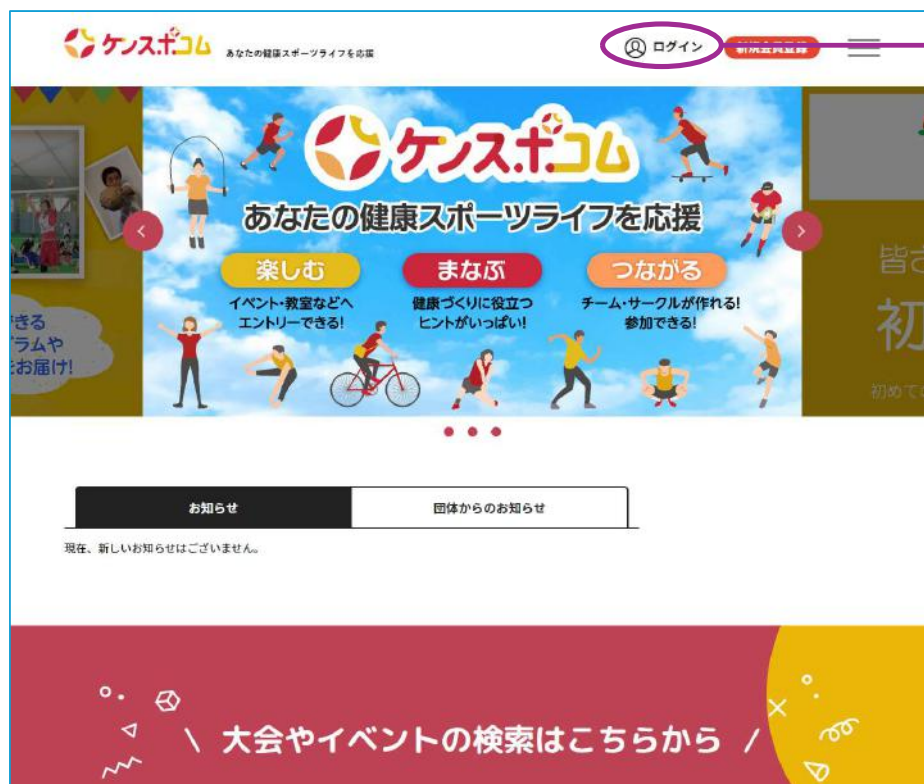 ケンスポコム
あなたの健康スポーツライフを応援
ログイン
新規会員登録
ケンスポコム
あなたの健康スポーツライフを応援
楽しむ
まなぶ
つながる
イベント・教室などへ
エントリーできる!
健康づくりに役立つ
ヒントがいっぱい!
チーム・サークルが作れる!
参加できる!
きる
ラムや
お届け!
皆さ
初
初めての
お知らせ
団体からのお知らせ
現在、新しいお知らせはございません。
\ 大会やイベントの検索はこちらから /